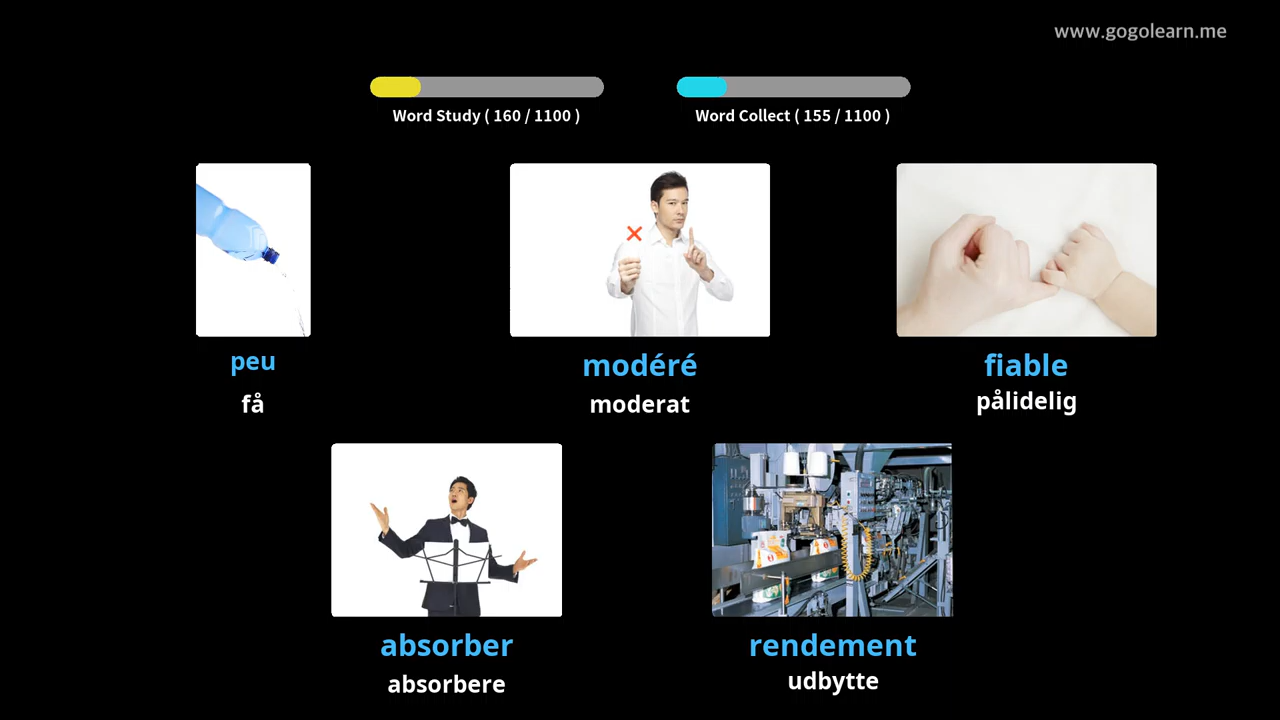 www.gogolearn.me
Word Study ( 160 / 1100 )
Word Collect ( 155 / 1100 )
peu
få
modéré
moderat
fiable
pålidelig
absorber
absorbere
rendement
udbytte